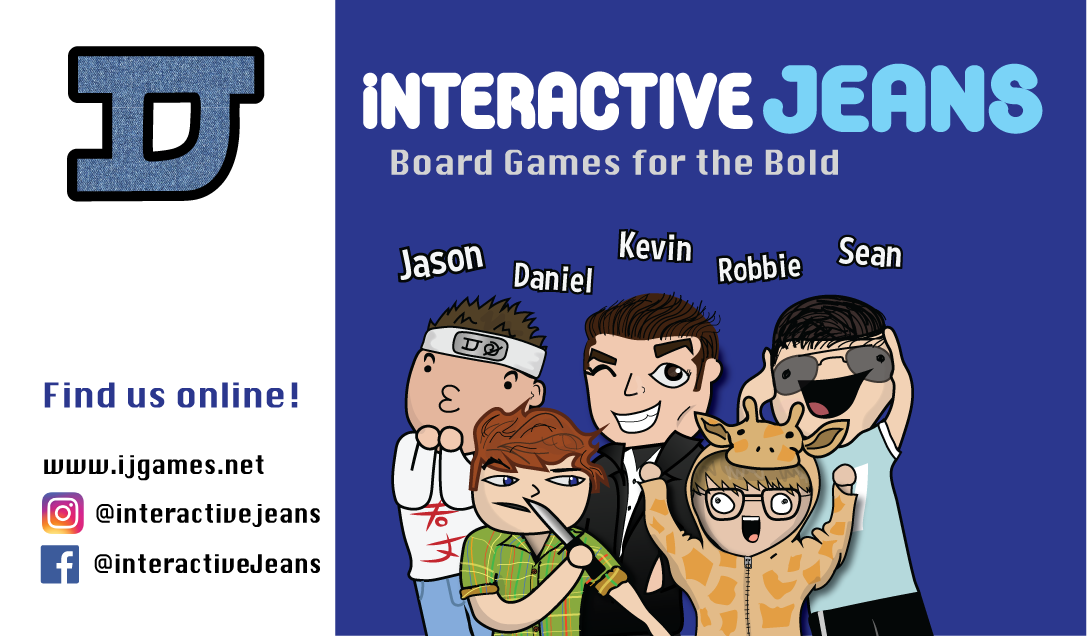 IJ
Find us online!
www.ijgames.net
@interactivejeans
@interactiveJeans
iNTERACTIVE JEANS
Board Games for the Bold
Jason
Daniel
Kevin
Robbie
Sean